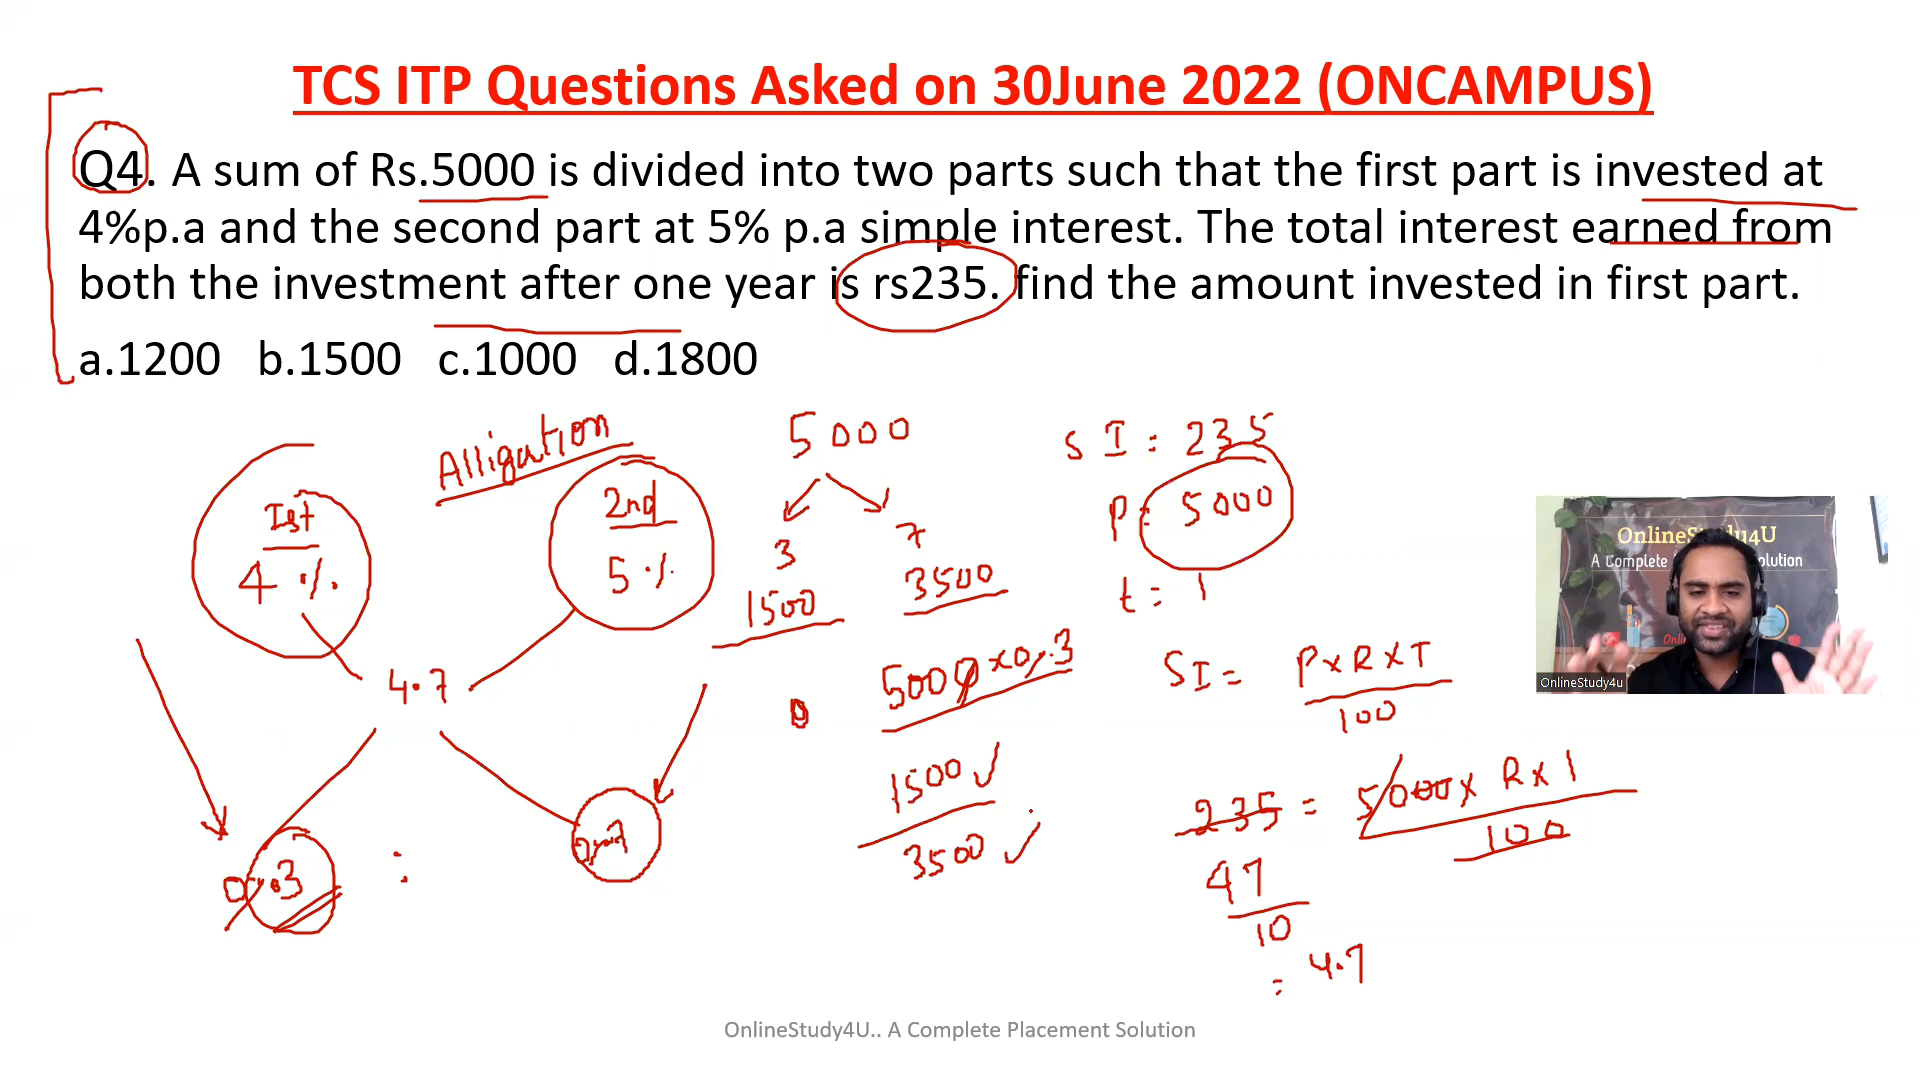 TCS ITP Questions Asked on 30June 2022 (ONCAMPUS)
Q4. A sum of Rs.5000 is divided into two parts such that the first part is invested at
4%p.a and the second part at 5% p.a simple interest. The total interest earned from
both the investment after one year is rs235. find the amount invested in first part.
a.1200 b.1500 c.1000 d.1800
Alligation
Ist
4 %
2nd
5 %
4.7
0.3 :
5000
3 7
1500 3500
5000 x 0.3
1500 ✓
3500 ✓
SI = 235
P = 5000
t = 1
SI = P x R x T
100
235 = 5000 x R x 1
100
47
10
= 4.7
OnlineStudy4U
A Complete
olution
OnlineStudy4u
OnlineStudy4U.. A Complete Placement Solution